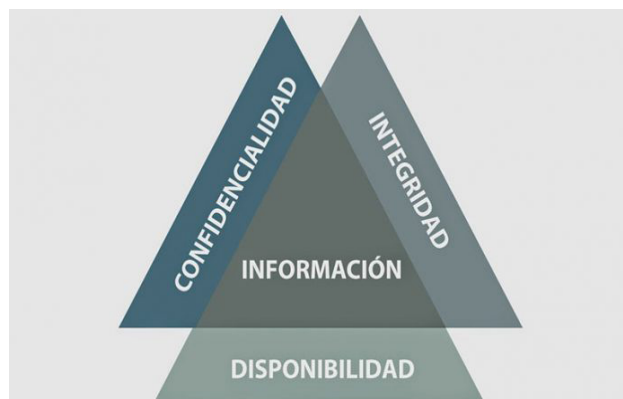 CONFIDENCIALIDAD
INTEGRIDAD
INFORMACIÓN
DISPONIBILIDAD